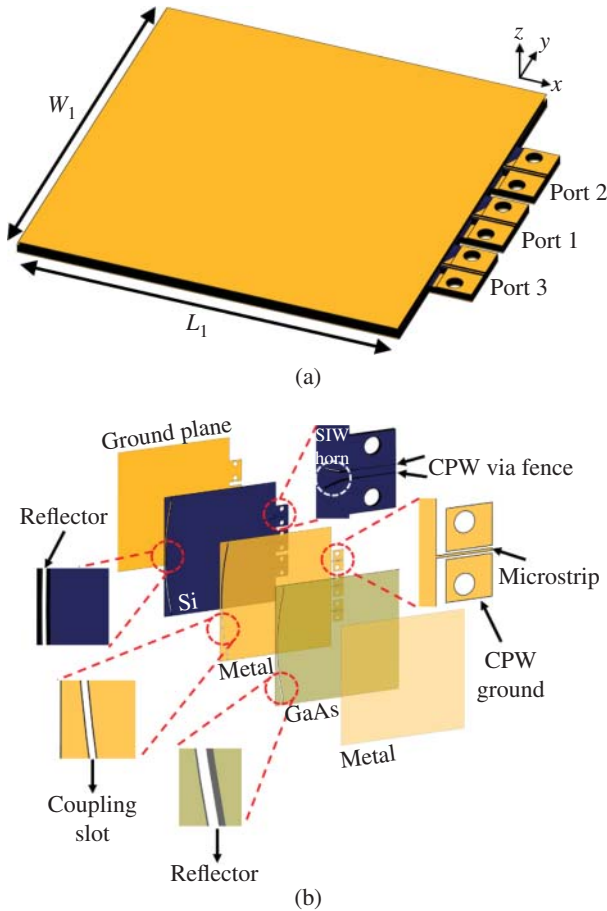 z
y
x
W1
Port 2
Port 1
Port 3
L1
(a)
Ground plane
SIW
horn
CPW via fence
Reflector
Si
Microstrip
Metal
CPW
ground
GaAs
Metal
Coupling
slot
Reflector
(b)